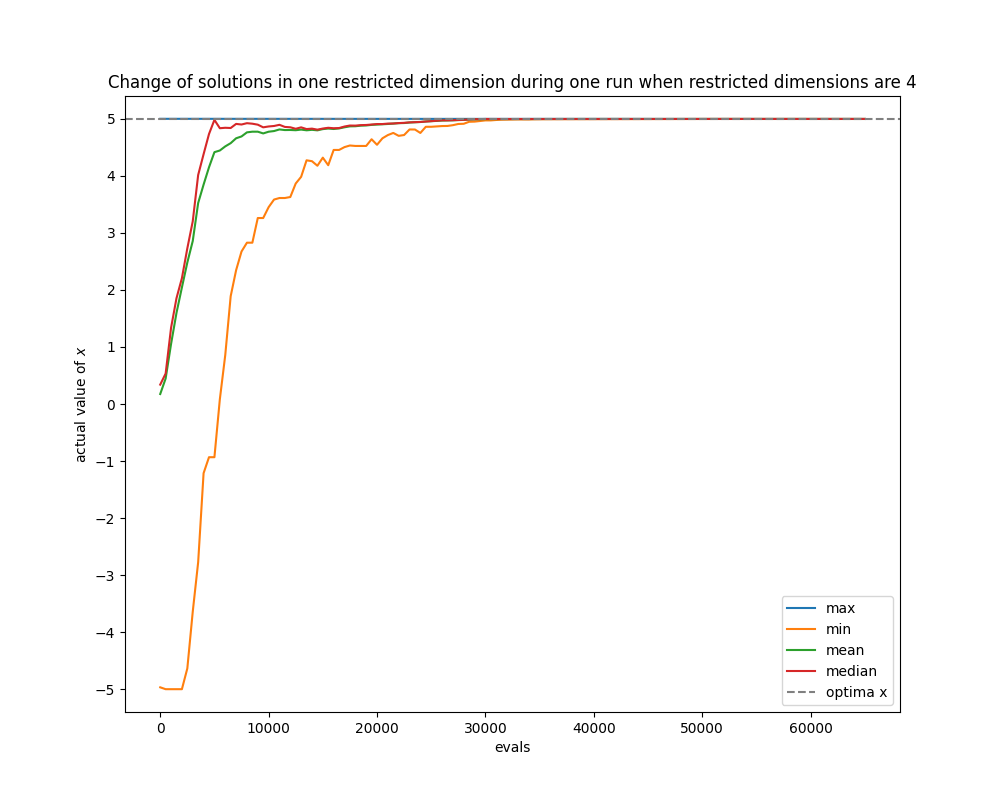 Change of solutions in one restricted dimension during one run when restricted dimensions are 4
5
4
3
2
1
0
−1
−2
−3
−4
−5
actual value of x
0 10000 20000 30000 40000 50000 60000
evals
max
min
mean
median
optima x